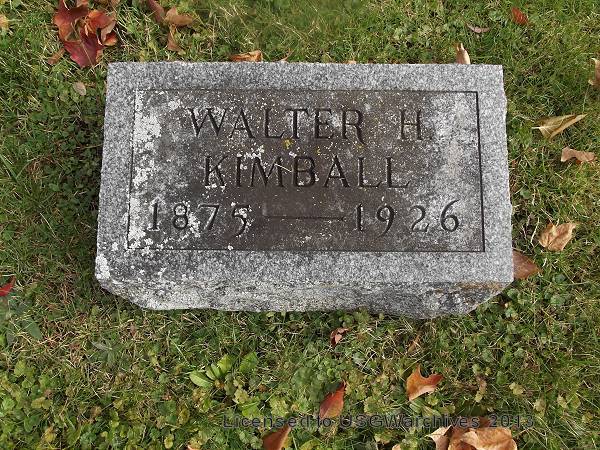 WALTER H.
KIMBALL
1875—1926
Licensed to USGWarchives 2013